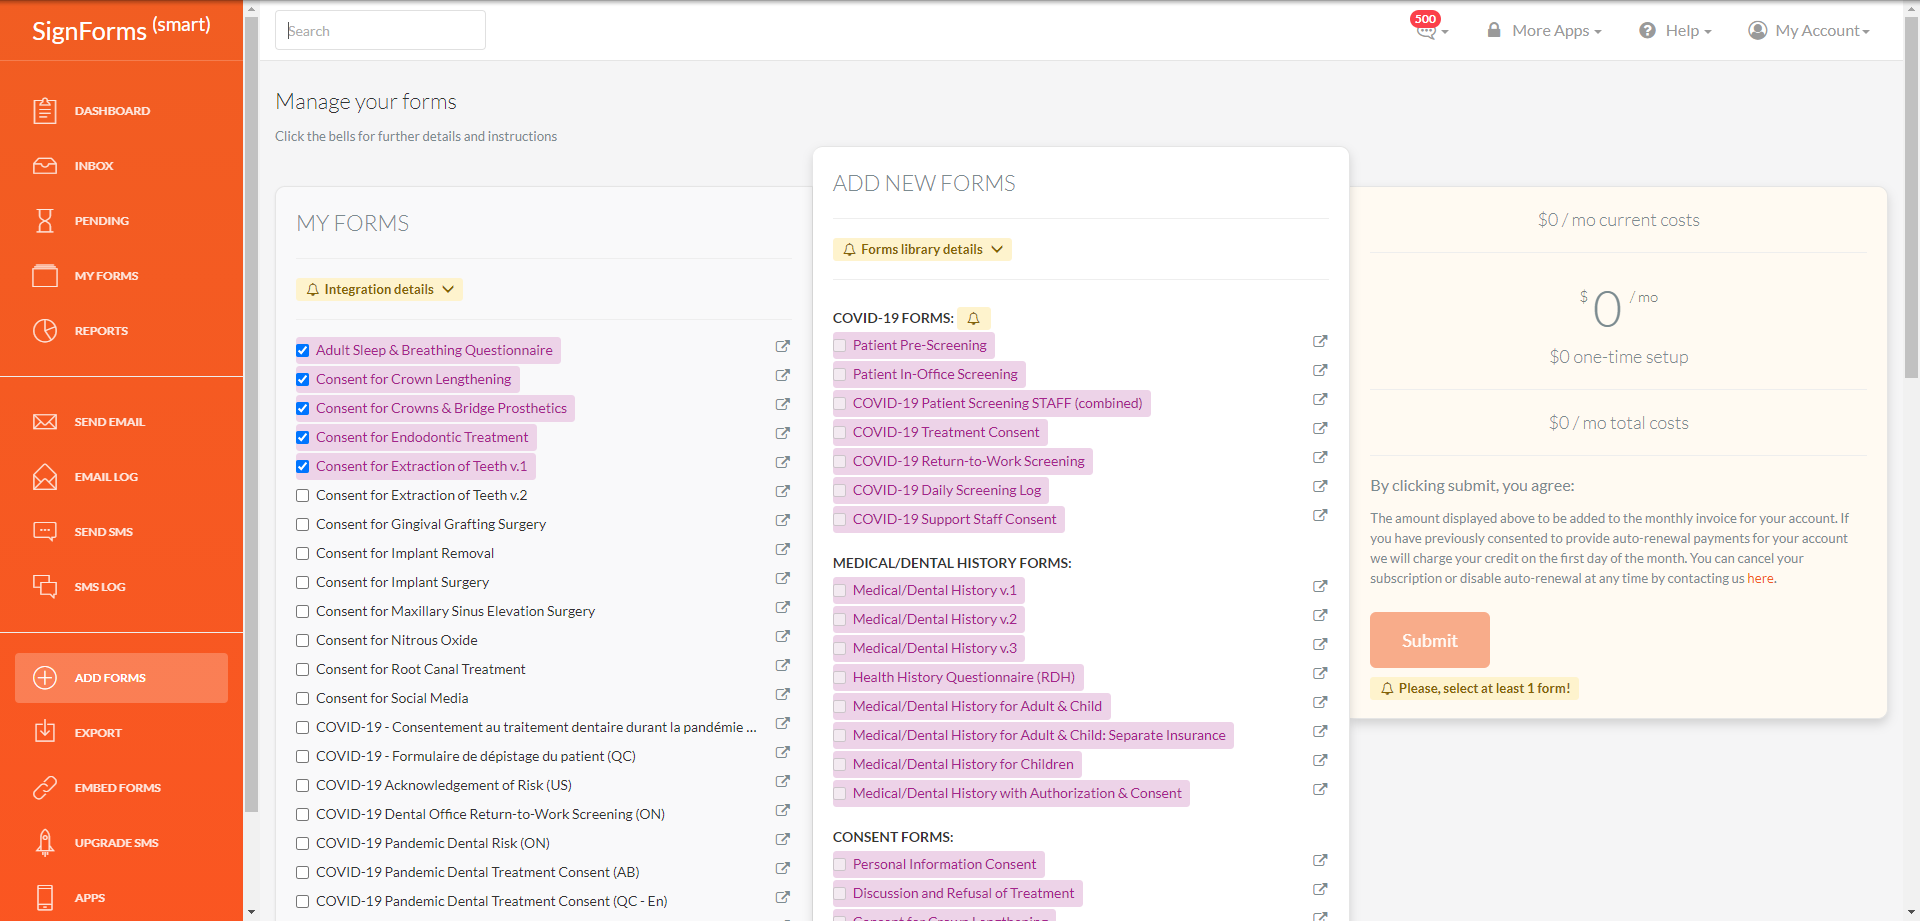 SignForms (smart)
Search
500
More Apps
Help
My Account
DASHBOARD
INBOX
PENDING
MY FORMS
REPORTS
SEND EMAIL
EMAIL LOG
SEND SMS
SMS LOG
ADD FORMS
EXPORT
EMBED FORMS
UPGRADE SMS
APPS
Manage your forms
Click the bells for further details and instructions
MY FORMS
Integration details
Adult Sleep & Breathing Questionnaire
Consent for Crown Lengthening
Consent for Crowns & Bridge Prosthetics
Consent for Endodontic Treatment
Consent for Extraction of Teeth v.1
Consent for Extraction of Teeth v.2
Consent for Gingival Grafting Surgery
Consent for Implant Removal
Consent for Implant Surgery
Consent for Maxillary Sinus Elevation Surgery
Consent for Nitrous Oxide
Consent for Root Canal Treatment
Consent for Social Media
COVID-19 - Consentement au traitement dentaire durant la pandémie ...
COVID-19 - Formulaire de dépistage du patient (QC)
COVID-19 Acknowledgement of Risk (US)
COVID-19 Dental Office Return-to-Work Screening (ON)
COVID-19 Pandemic Dental Risk (ON)
COVID-19 Pandemic Dental Treatment Consent (AB)
COVID-19 Pandemic Dental Treatment Consent (QC - En)
ADD NEW FORMS
Forms library details
COVID-19 FORMS:
Patient Pre-Screening
Patient In-Office Screening
COVID-19 Patient Screening STAFF (combined)
COVID-19 Treatment Consent
COVID-19 Return-to-Work Screening
COVID-19 Daily Screening Log
COVID-19 Support Staff Consent
MEDICAL/DENTAL HISTORY FORMS:
Medical/Dental History v.1
Medical/Dental History v.2
Medical/Dental History v.3
Health History Questionnaire (RDH)
Medical/Dental History for Adult & Child
Medical/Dental History for Adult & Child: Separate Insurance
Medical/Dental History for Children
Medical/Dental History with Authorization & Consent
CONSENT FORMS:
Personal Information Consent
Discussion and Refusal of Treatment
Consent for Crown Lengthening
$0 / mo current costs
$ 0 / mo
$0 one-time setup
$0 / mo total costs
By clicking submit, you agree:
The amount displayed above to be added to the monthly invoice for your account. If
you have previously consented to provide auto-renewal payments for your account
we will charge your credit on the first day of the month. You can cancel your
subscription or disable auto-renewal at any time by contacting us here.
Submit
Please, select at least 1 form!